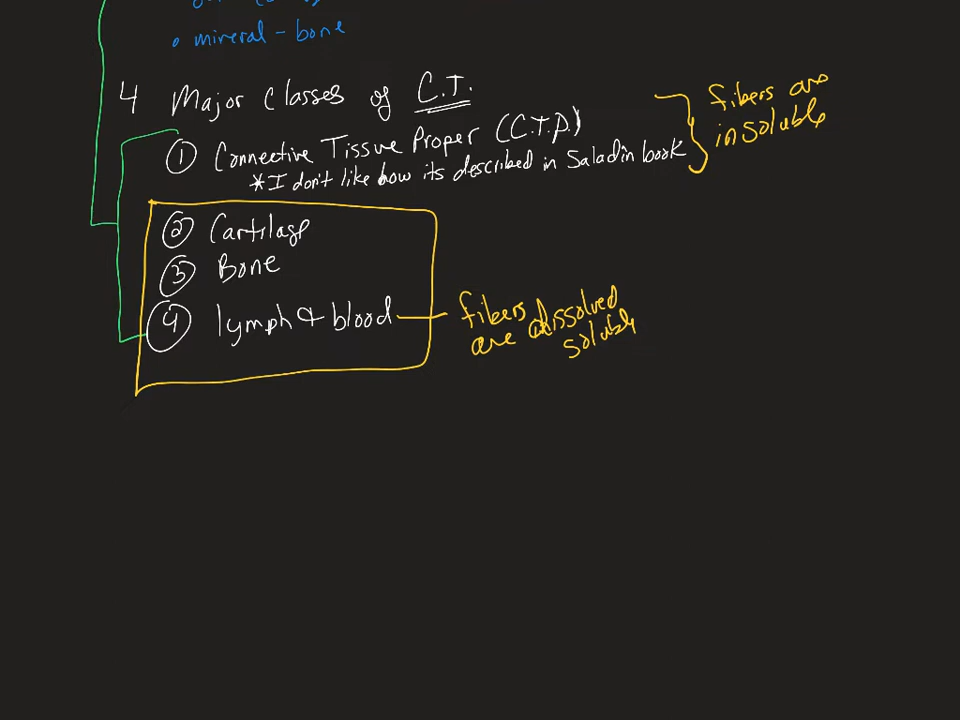 • mineral - bone
4 Major Classes of C.T.
① Connective Tissue Proper (C.T.P.)
*I don't like how its described in Saladin book
fibers are
insoluble
② Cartilage
③ Bone
④ lymph & blood
fibers
are dissolved
soluble